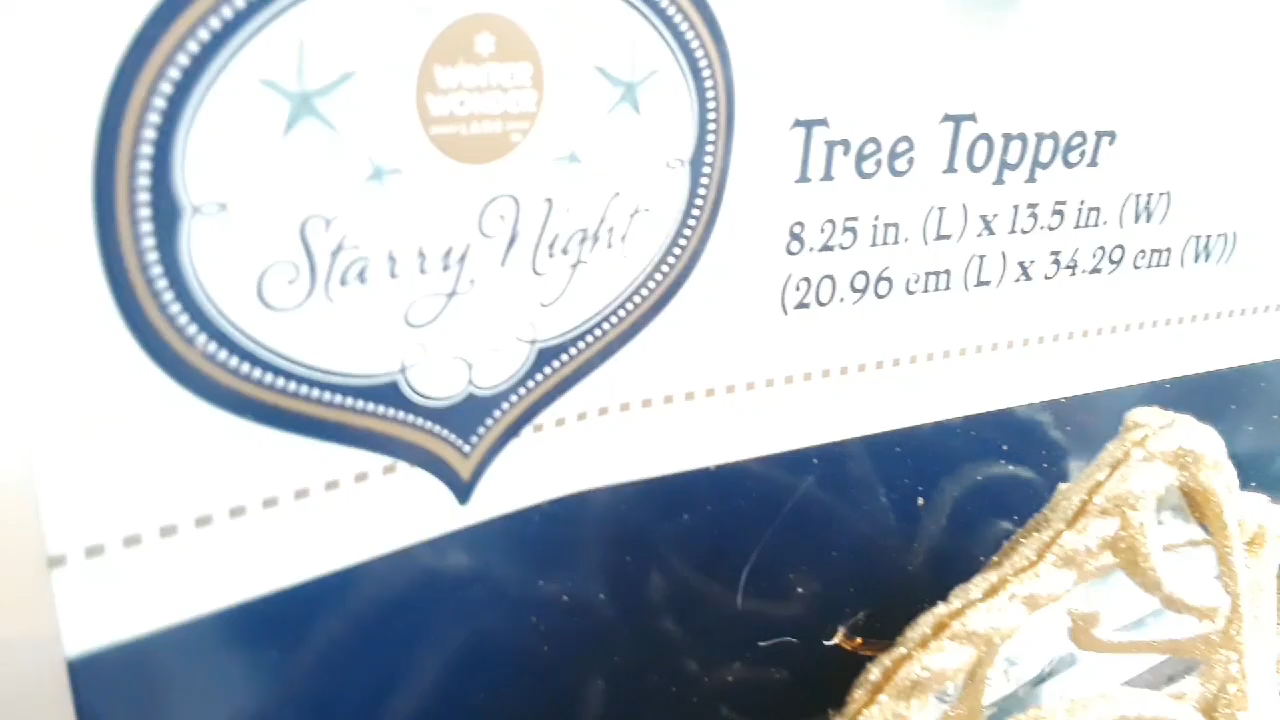 WINTER
WONDER
Starry Night
Tree Topper
8.25 in. (L) x 13.5 in. (W)
(20.96 cm (L) x 34.29 cm (W))